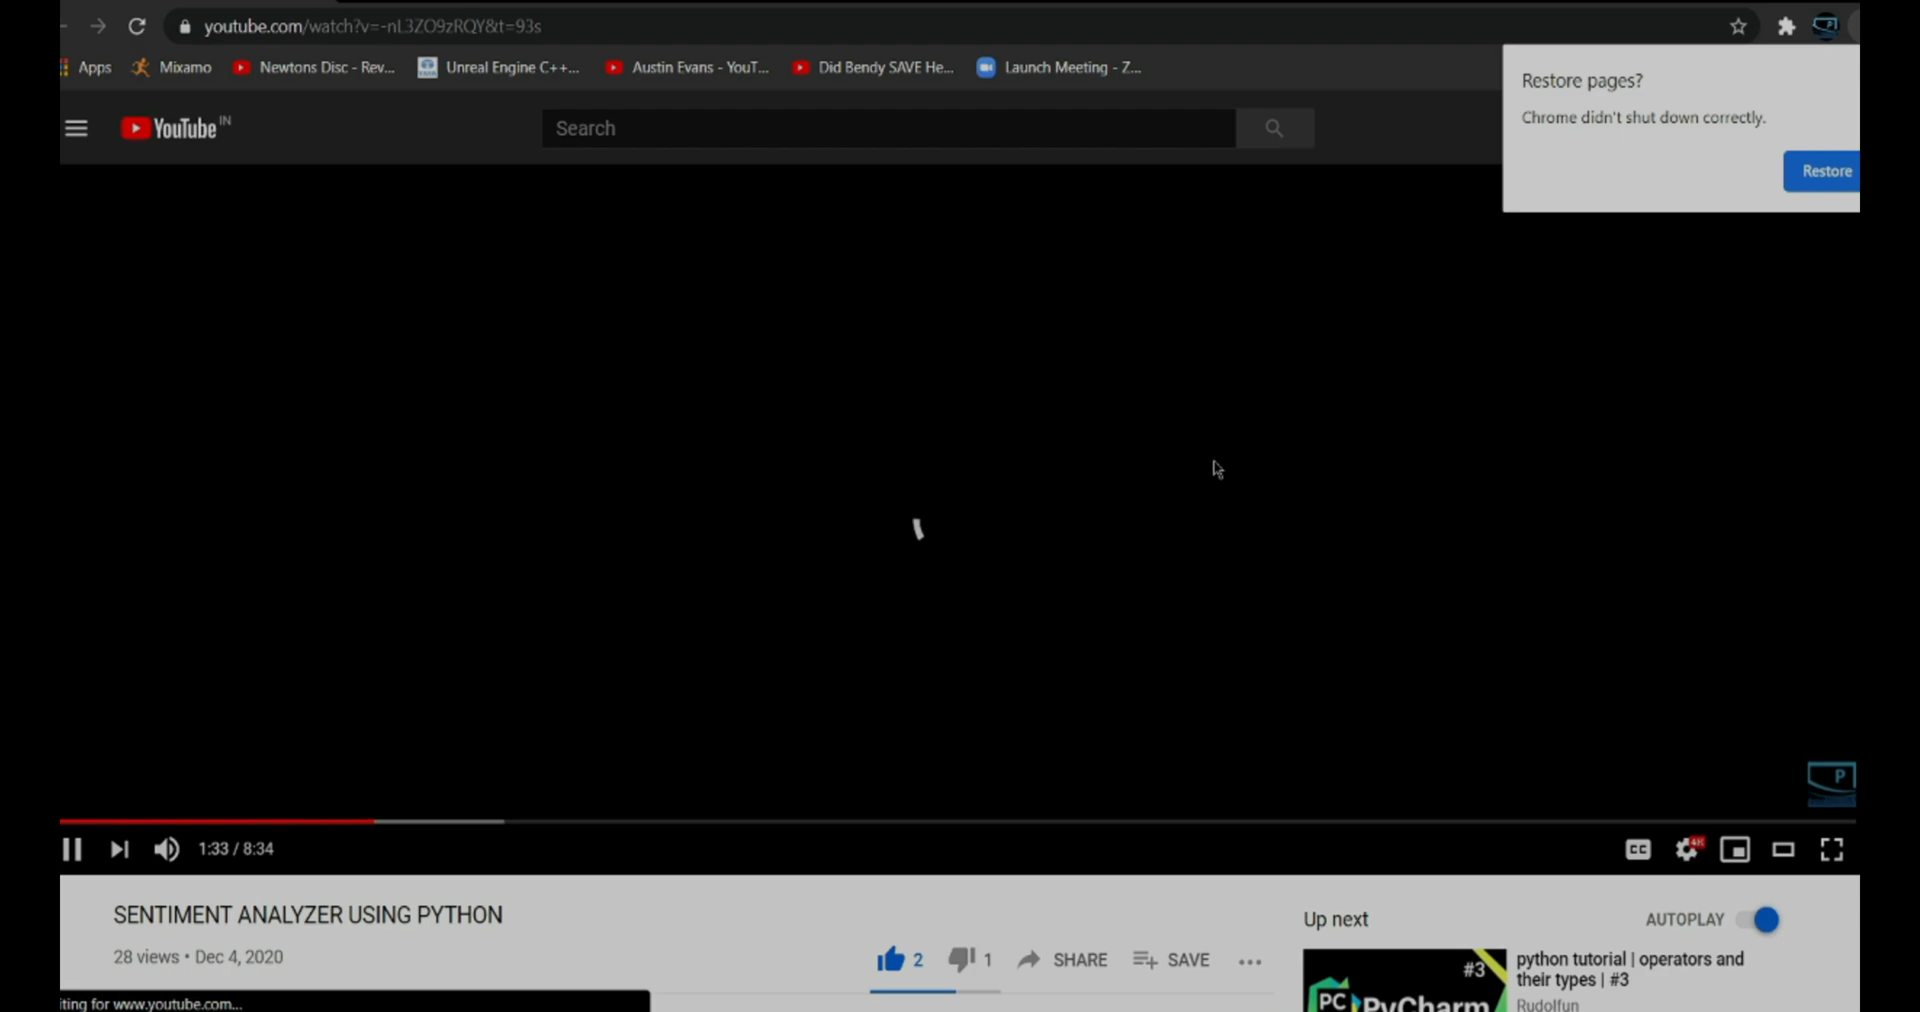 youtube.com/watch?v=-nL3ZO9zRQY&t=93s
Apps Mixamo Newtons Disc - Rev... Unreal Engine C++... Austin Evans - YouT... Did Bendy SAVE He... Launch Meeting - Z...
Restore pages?
Chrome didn't shut down correctly.
Restore
YouTube IN
Search
P
1:33 / 8:34
CC
4K
SENTIMENT ANALYZER USING PYTHON
28 views • Dec 4, 2020
2 1 SHARE SAVE
Up next
AUTOPLAY
#3
PC PyCharm
python tutorial | operators and
their types | #3
Rudolfun
iting for www.youtube.com...